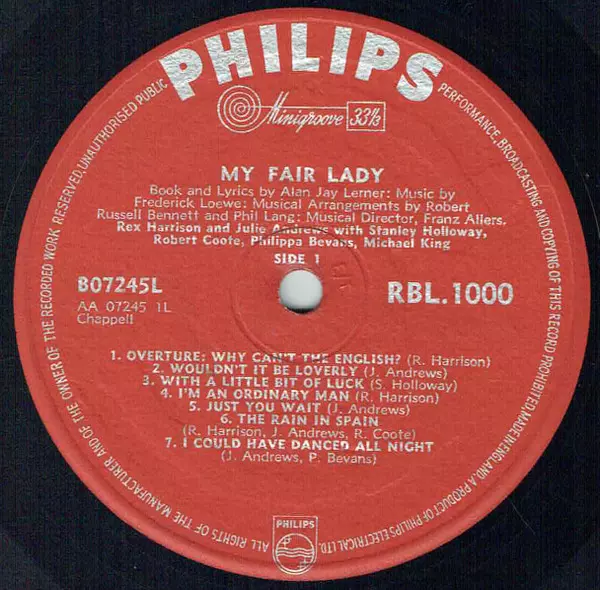 PHILIPS
Minigroove 33⅓
MY FAIR LADY
Book and Lyrics by Alan Jay Lerner: Music by
Frederick Loewe: Musical Arrangements by Robert
Russell Bennett and Phil Lang: Musical Director, Franz Allers.
Rex Harrison and Julie Andrews with Stanley Holloway,
Robert Coote, Philippa Bevans, Michael King
SIDE 1
B07245L
AA 07245 1L
Chappell
RBL.1000
1. OVERTURE: WHY CAN'T THE ENGLISH? (R. Harrison)
2. WOULDN'T IT BE LOVERLY (J. Andrews)
3. WITH A LITTLE BIT OF LUCK (S. Holloway)
4. I'M AN ORDINARY MAN (R. Harrison)
5. JUST YOU WAIT (J. Andrews)
6. THE RAIN IN SPAIN
(R. Harrison, J. Andrews, R. Coote)
7. I COULD HAVE DANCED ALL NIGHT
(J. Andrews, P. Bevans)
PHILIPS
ALL RIGHTS OF THE MANUFACTURER AND OF THE OWNER OF THE RECORDED WORK RESERVED. UNAUTHORISED PUBLIC PERFORMANCE, BROADCASTING AND COPYING OF THIS RECORD PROHIBITED. MADE IN ENGLAND. A PRODUCT OF PHILIPS ELECTRICAL LTD.